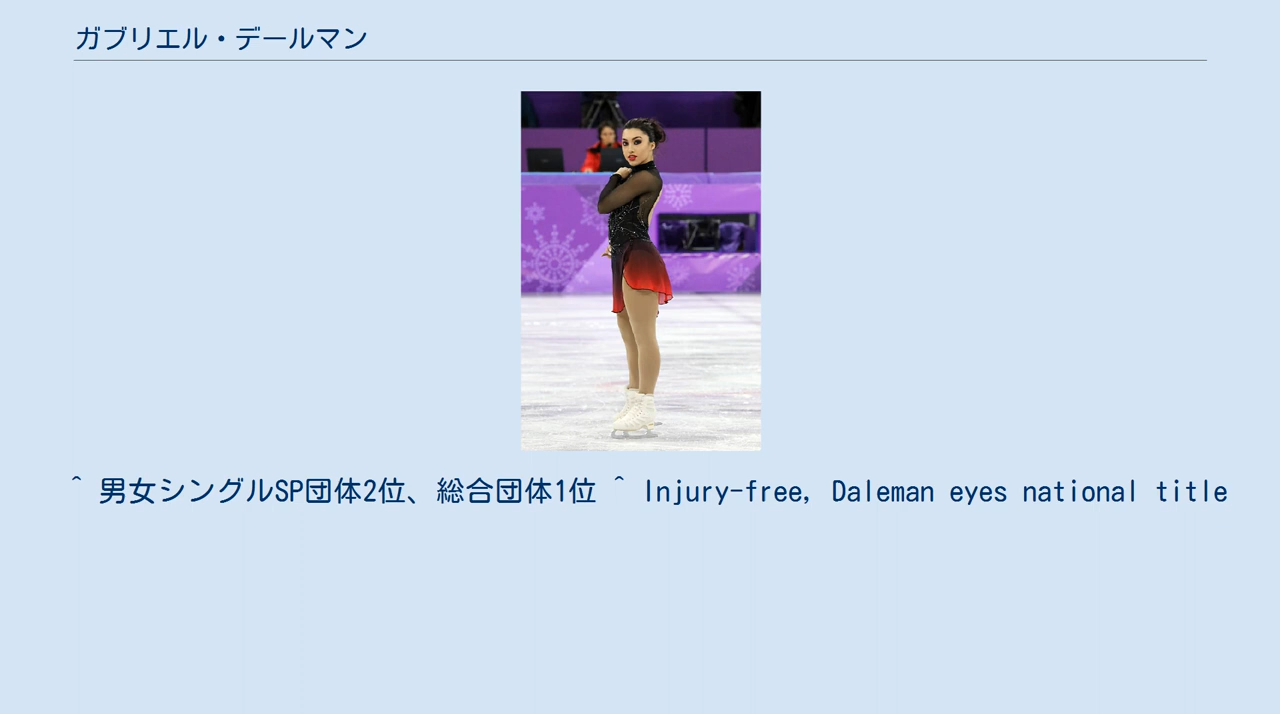 ガブリエル・デールマン
^ 男女シングルSP団体2位、総合団体1位 ^ Injury-free, Daleman eyes national title